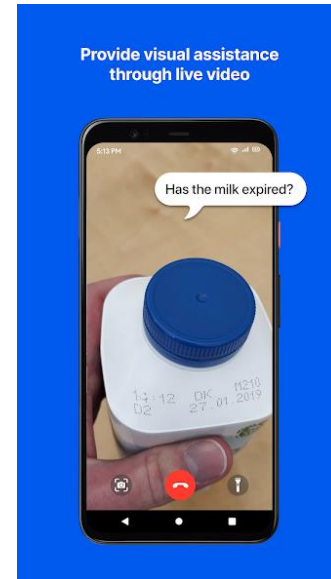 Provide visual assistance
through live video
5:13 PM
Has the milk expired?
14:12 DK M210
D2 27.01.2019